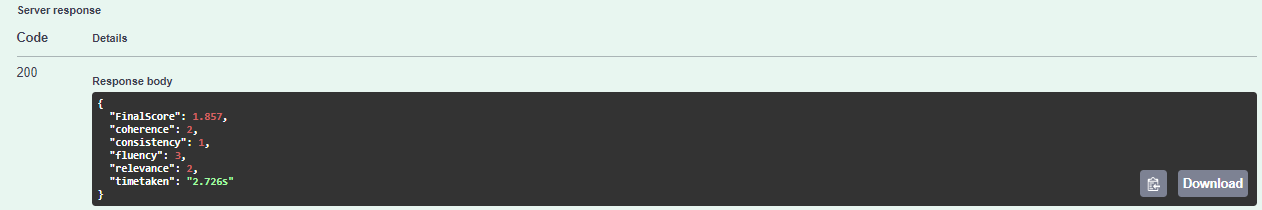 Server response
Code Details
200
Response body
{
  "FinalScore": 1.857,
  "coherence": 2,
  "consistency": 1,
  "fluency": 3,
  "relevance": 2,
  "timetaken": "2.726s"
}
Download